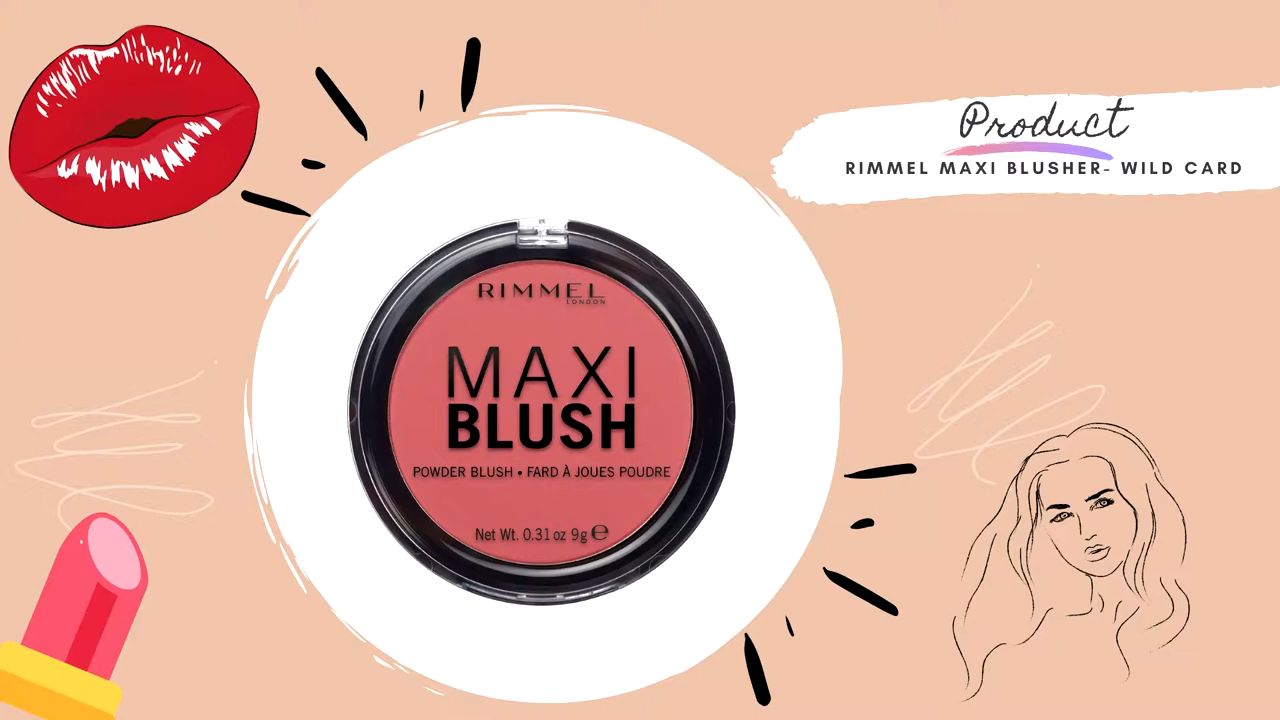 Product
RIMMEL MAXI BLUSHER- WILD CARD
RIMMEL
LONDON
MAXI
BLUSH
POWDER BLUSH • FARD À JOUES POUDRE
Net Wt. 0.31 oz 9g ℮